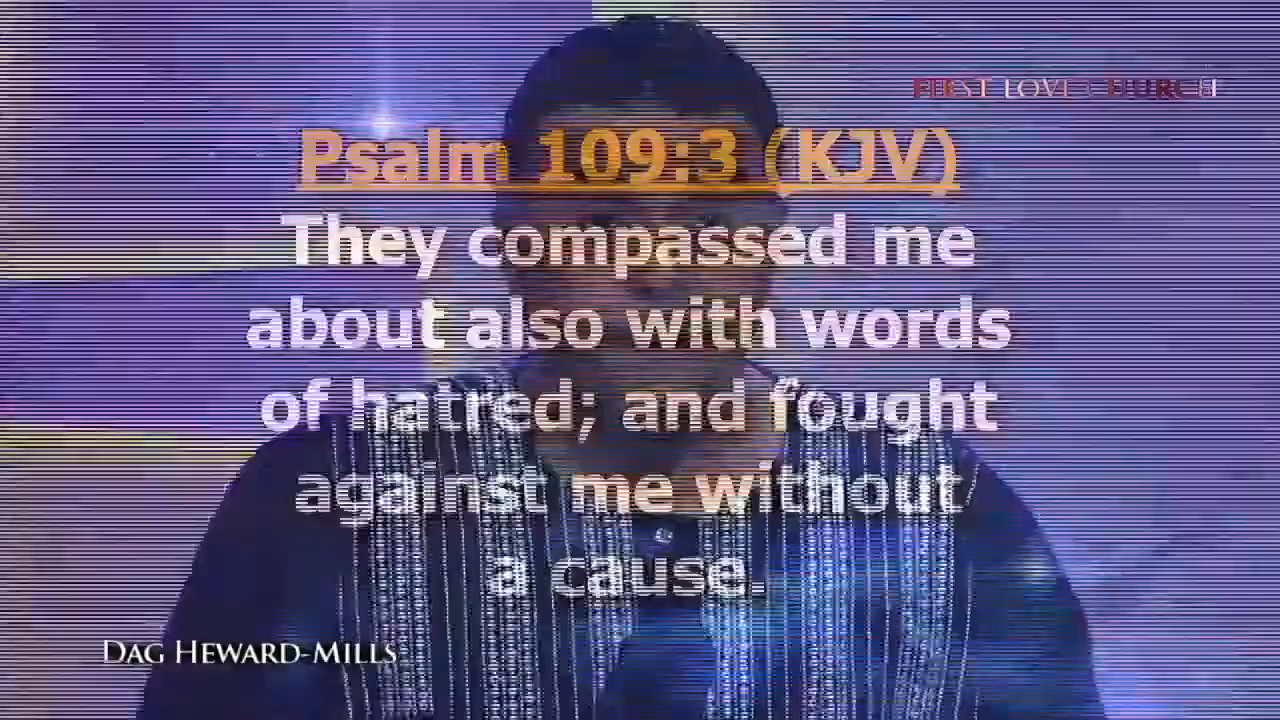 FIRST LOVE CHURCH
Psalm 109:3 (KJV)
They compassed me
about also with words
of hatred; and fought
against me without
a cause.
DAG HEWARD-MILLS